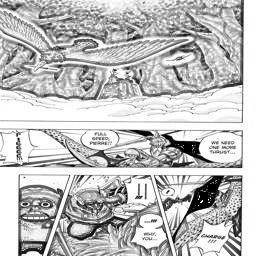 WE NEED
ONE MORE
THRUST...
FULL
SPEED,
PIERRE!!
CHARGE
!!!
!!
...!!!
WHY,
YOU...